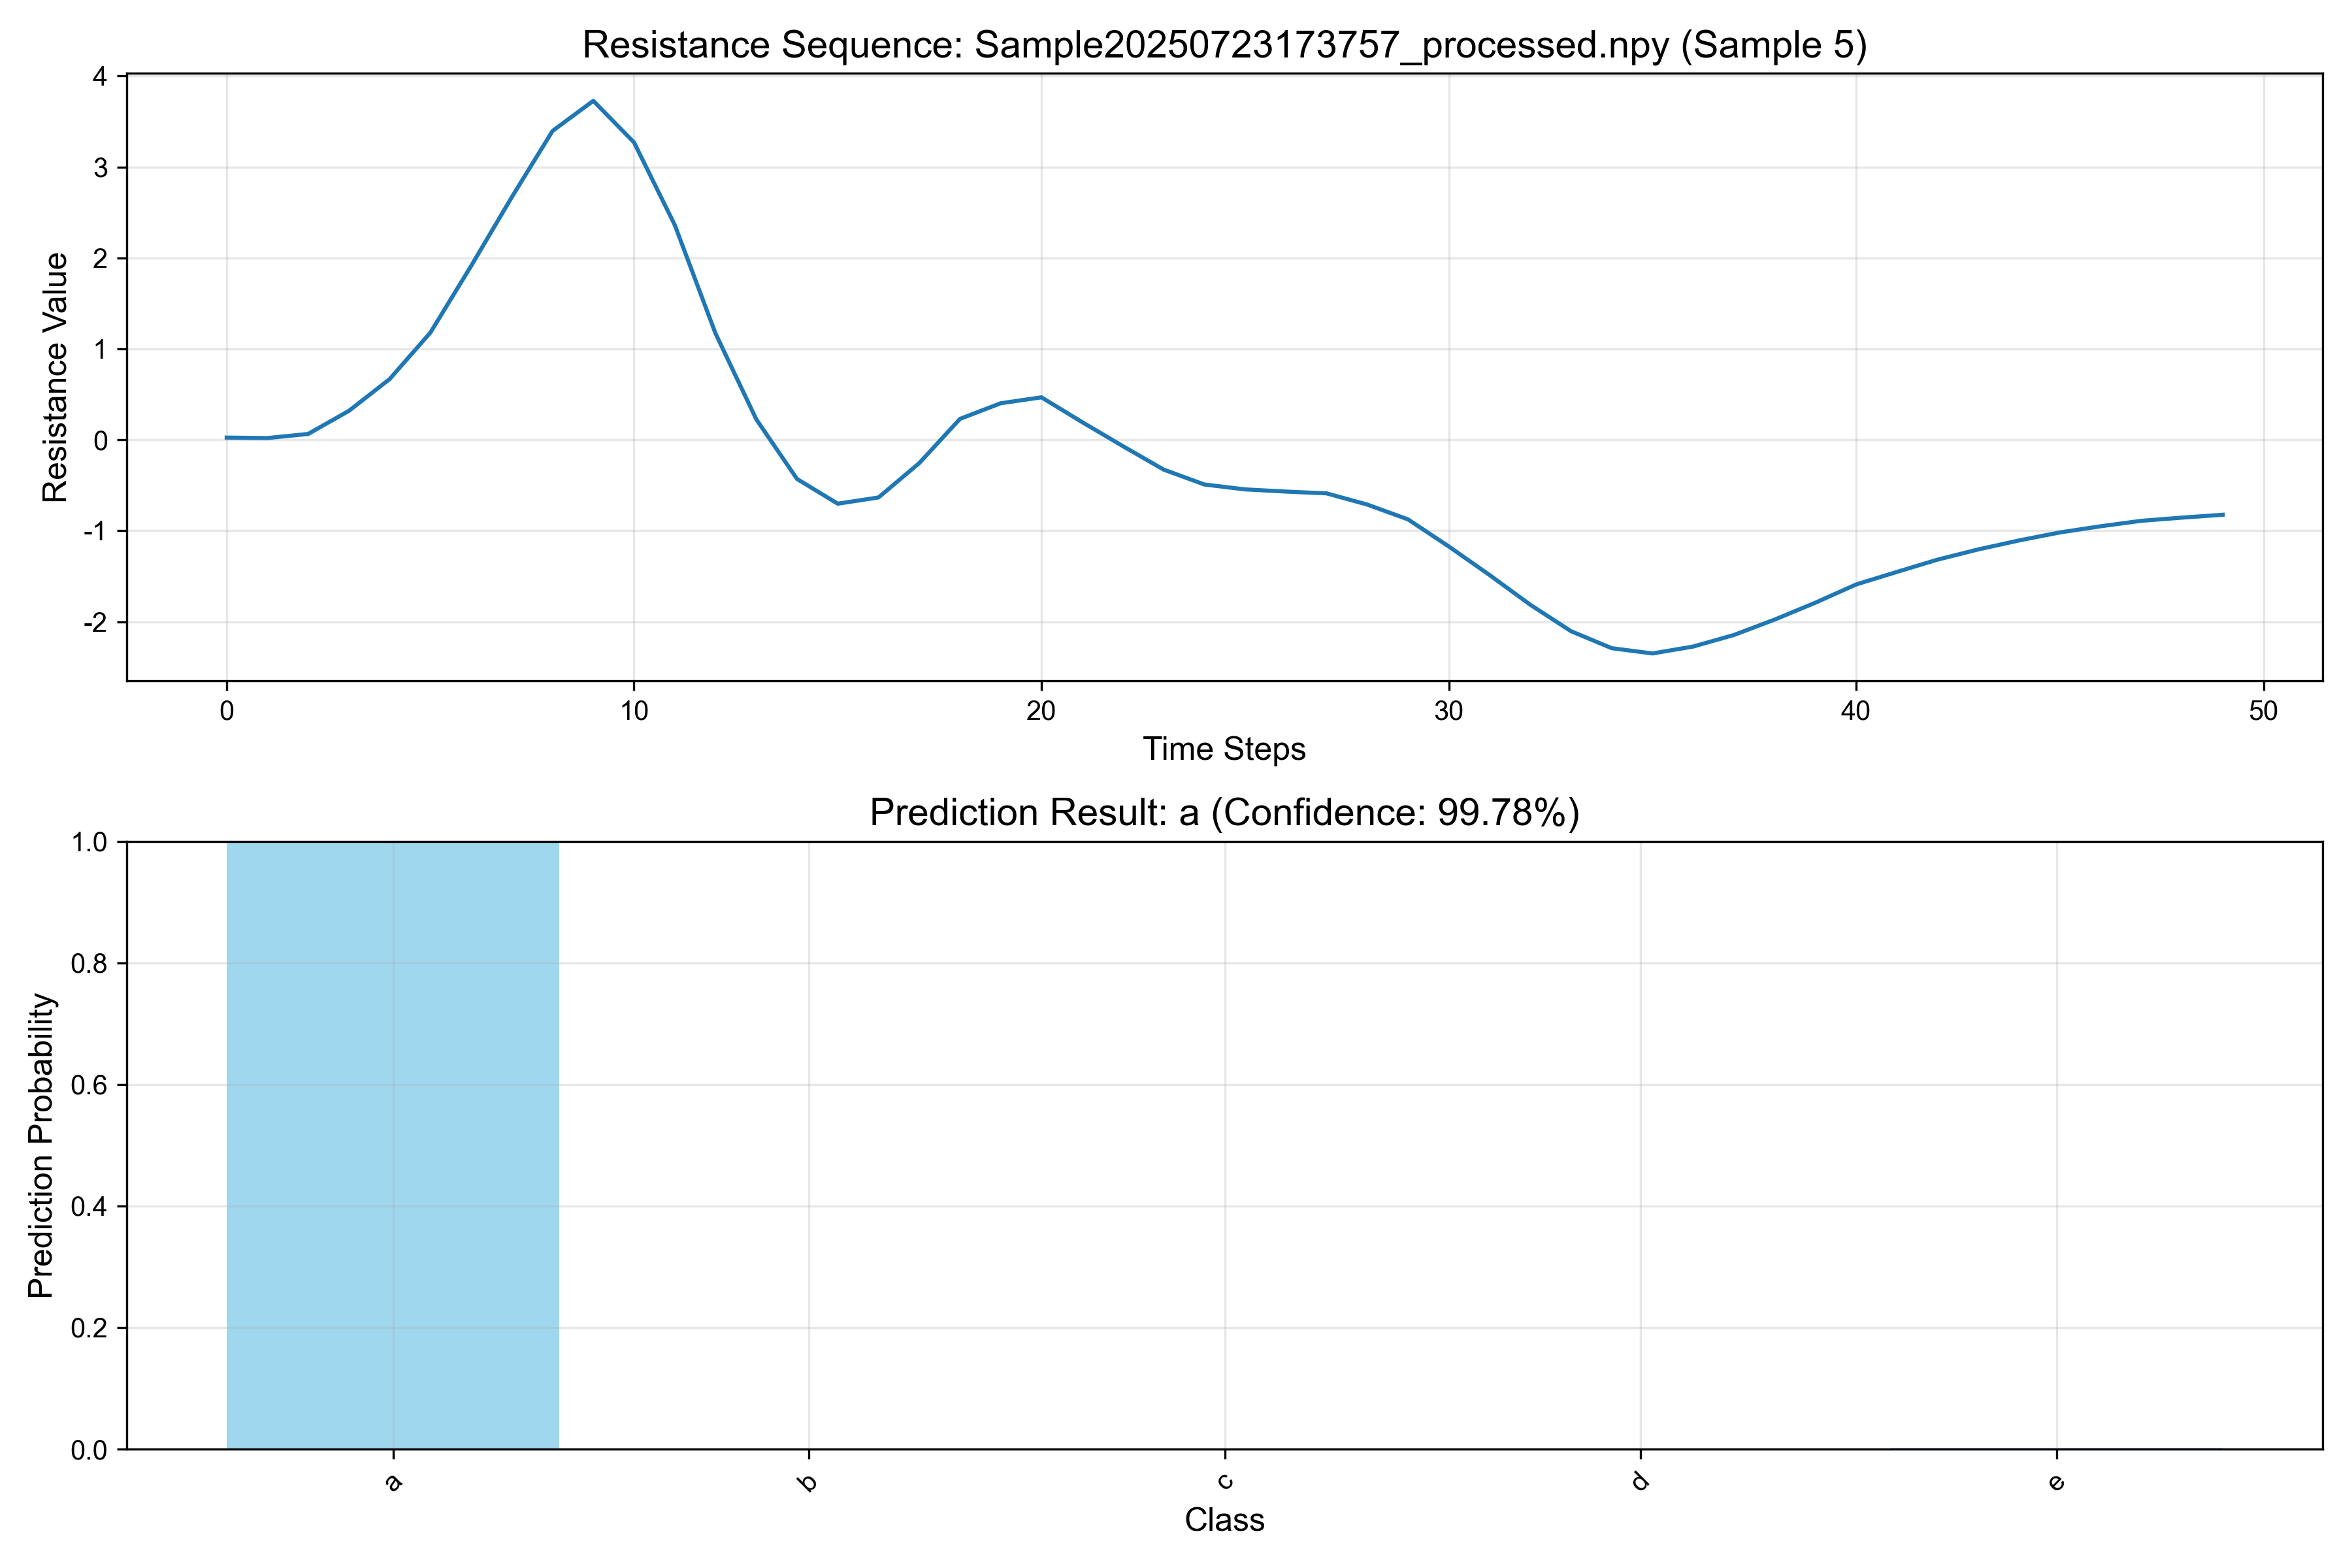 Resistance Sequence: Sample20250723173757_processed.npy (Sample 5)
4
3
2
1
0
-1
-2
Resistance Value
0 10 20 30 40 50
Time Steps
Prediction Result: a (Confidence: 99.78%)
1.0
0.8
0.6
0.4
0.2
0.0
Prediction Probability
a b c d e
Class